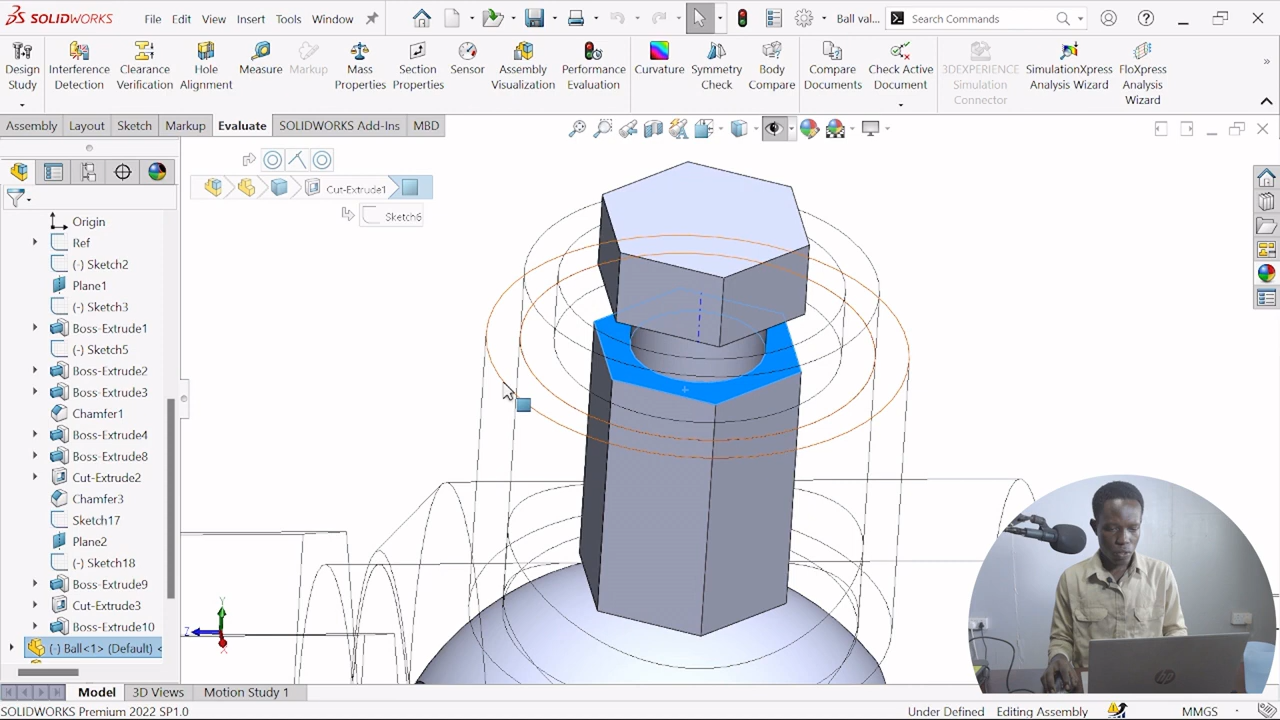 SOLIDWORKS File Edit View Insert Tools Window Ball val... Search Commands
Design Study
Interference Detection
Clearance Verification
Hole Alignment
Measure
Markup
Mass Properties
Section Properties
Sensor
Assembly Visualization
Performance Evaluation
Curvature
Symmetry Check
Body Compare
Compare Documents
Check Active Document
3DEXPERIENCE Simulation Connector
SimulationXpress Analysis Wizard
FloXpress Analysis Wizard
Assembly Layout Sketch Markup Evaluate SOLIDWORKS Add-Ins MBD
Cut-Extrude1
Sketch6
Origin
Ref
(-) Sketch2
Plane1
(-) Sketch3
Boss-Extrude1
(-) Sketch5
Boss-Extrude2
Boss-Extrude3
Chamfer1
Boss-Extrude4
Boss-Extrude8
Cut-Extrude2
Chamfer3
Sketch17
Plane2
(-) Sketch18
Boss-Extrude9
Cut-Extrude3
Boss-Extrude10
(-) Ball<1> (Default) <
Y
Z
X
hp
Model 3D Views Motion Study 1
SOLIDWORKS Premium 2022 SP1.0 Under Defined Editing Assembly MMGS